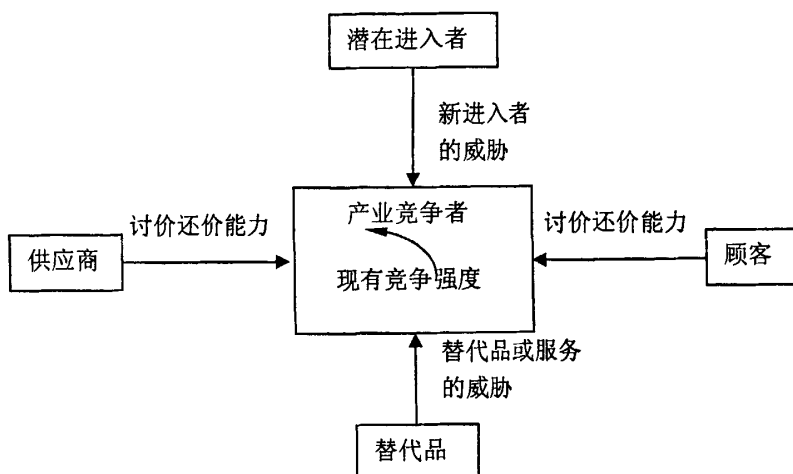 潜在进入者
新进入者
的威胁
产业竞争者
讨价还价能力
讨价还价能力
供应商
顾客
现有竞争强度
替代品或服务
的威胁
替代品